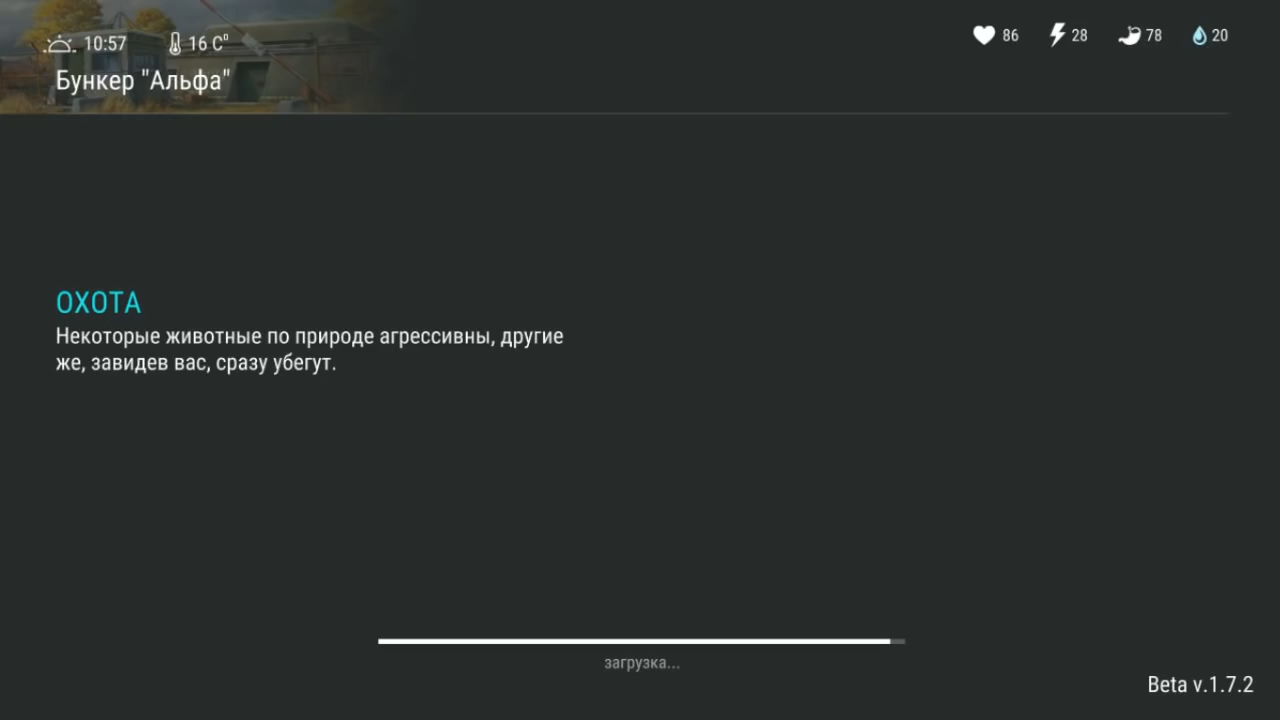 10:57 16 C° 86 28 78 20
Бункер "Альфа"
ОХОТА
Некоторые животные по природе агрессивны, другие
же, завидев вас, сразу убегут.
загрузка...
Beta v.1.7.2